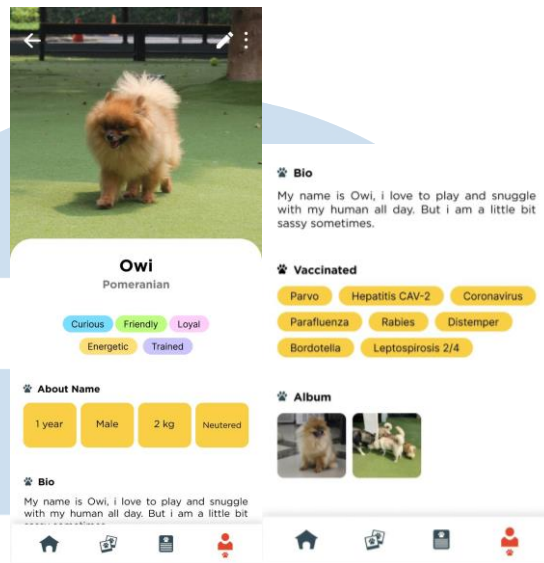 Owi
Pomeranian
Curious Friendly Loyal
Energetic Trained
About Name
1 year Male 2 kg Neutered
Bio
My name is Owi, i love to play and snuggle
with my human all day. But i am a little bit
sassy sometimes.
Bio
My name is Owi, i love to play and snuggle
with my human all day. But i am a little bit
sassy sometimes.
Vaccinated
Parvo Hepatitis CAV-2 Coronavirus
Parafluenza Rabies Distemper
Bordotella Leptospirosis 2/4
Album